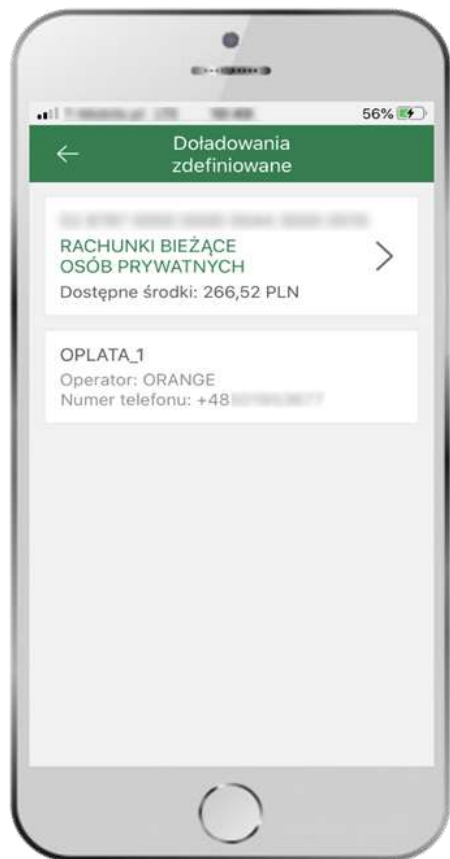 56%
Doładowania
zdefiniowane
RACHUNKI BIEŻĄCE
OSÓB PRYWATNYCH
Dostępne środki: 266,52 PLN
OPLATA_1
Operator: ORANGE
Numer telefonu: +48